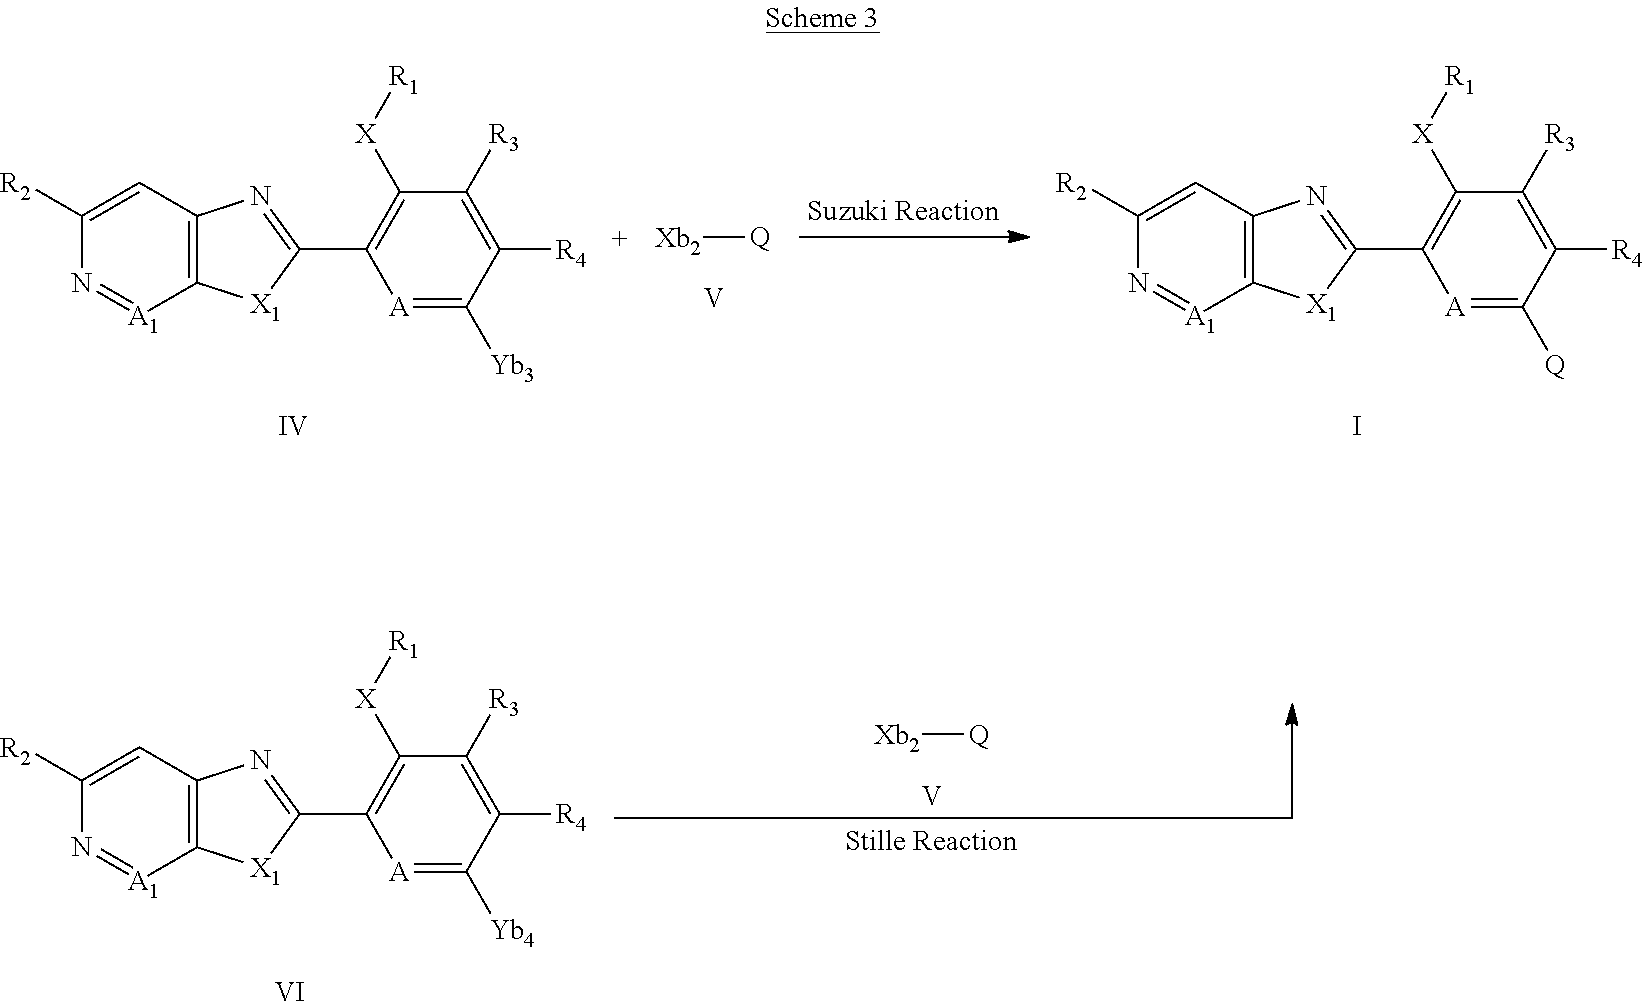 Scheme 3
R1
X
R3
R2
N
R4
N
A1
X1
A
Yb3
IV
+
Xb2—Q
V
Suzuki Reaction
R1
X
R3
R2
N
R4
N
A1
X1
A
Q
I
R1
X
R3
R2
N
R4
N
A1
X1
A
Yb4
VI
Xb2—Q
V
Stille Reaction